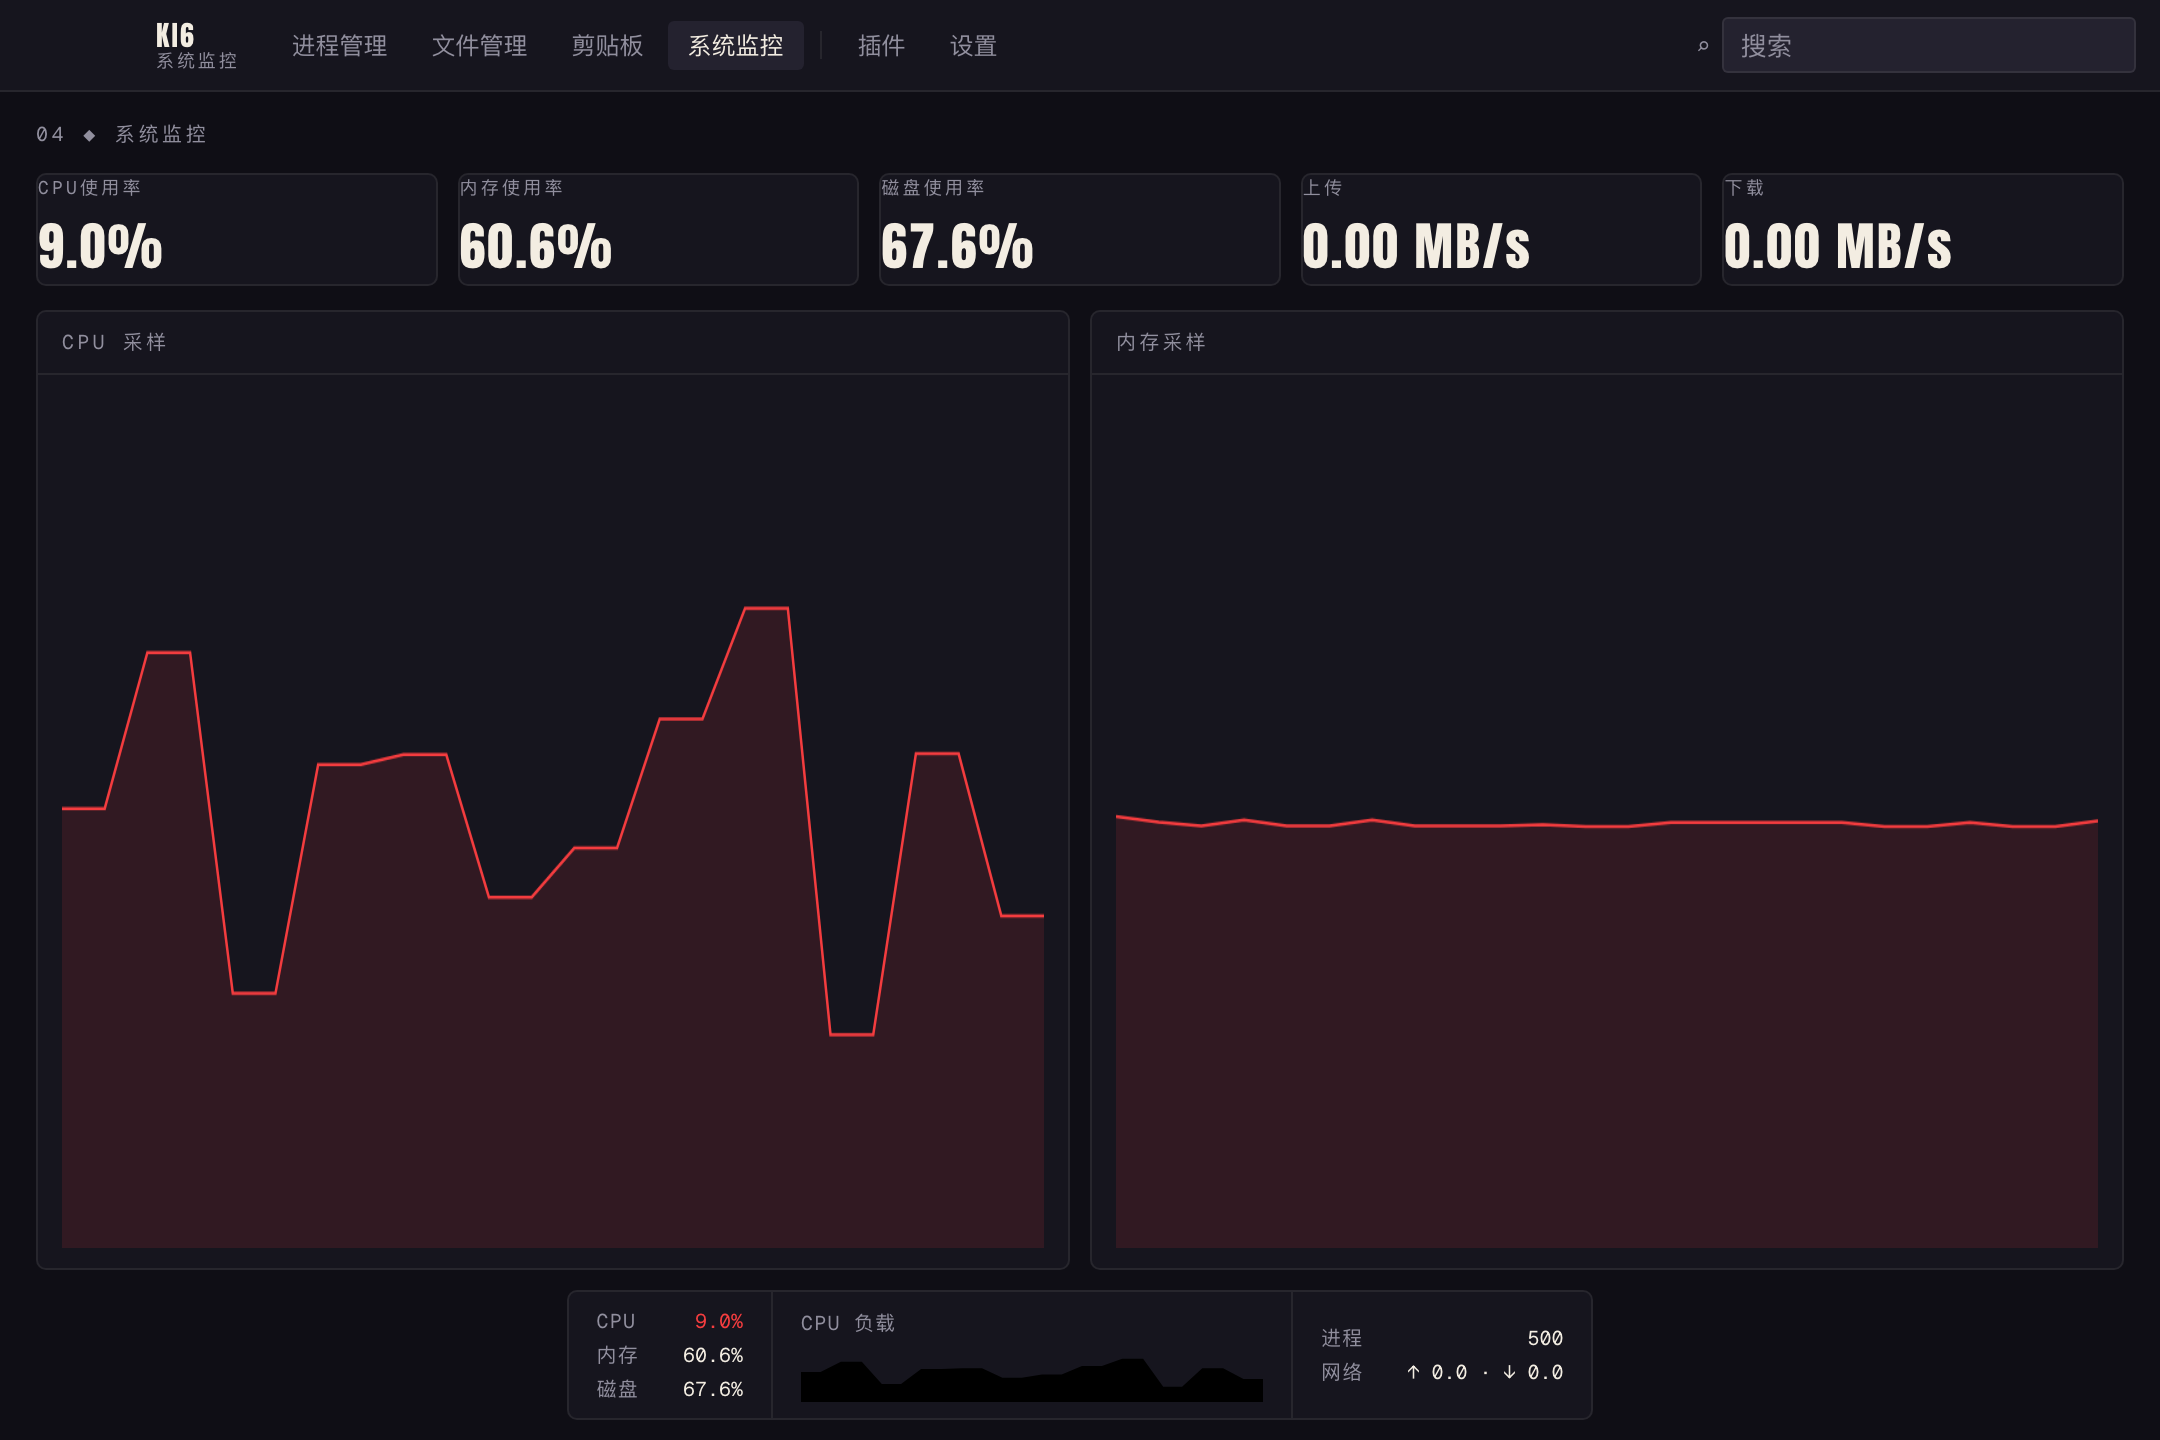 KI6
系统监控
进程管理 文件管理 剪贴板 系统监控 插件 设置
搜索
04 ◆ 系统监控
CPU使用率
9.0%
内存使用率
60.6%
磁盘使用率
67.6%
上传
0.00 MB/s
下载
0.00 MB/s
CPU 采样
内存采样
CPU 9.0%
内存 60.6%
磁盘 67.6%
CPU 负载
进程 500
网络 ↑ 0.0 · ↓ 0.0